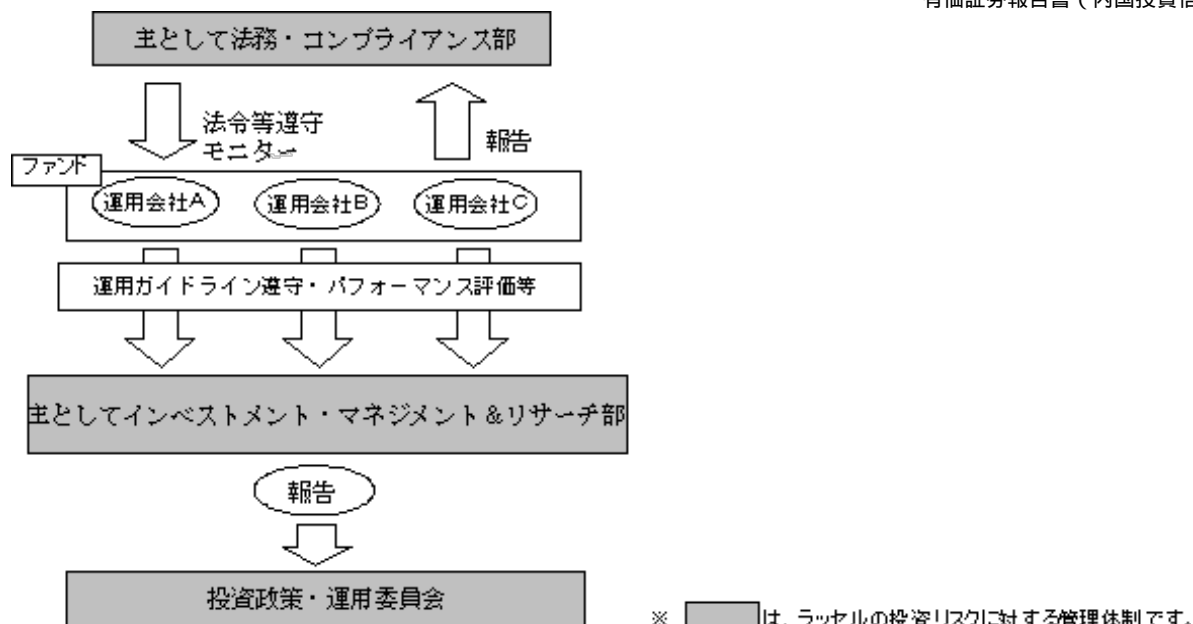 有価証券報告書（内国投資信
主として法務・コンプライアンス部
法令等遵守
モニター
報告
ファンド
運用会社A
運用会社B
運用会社C
運用ガイドライン遵守・パフォーマンス評価等
主としてインベストメント・マネジメント＆リサーチ部
報告
投資政策・運用委員会
※ は、ラッセルの投資リスクに対する管理体制です。